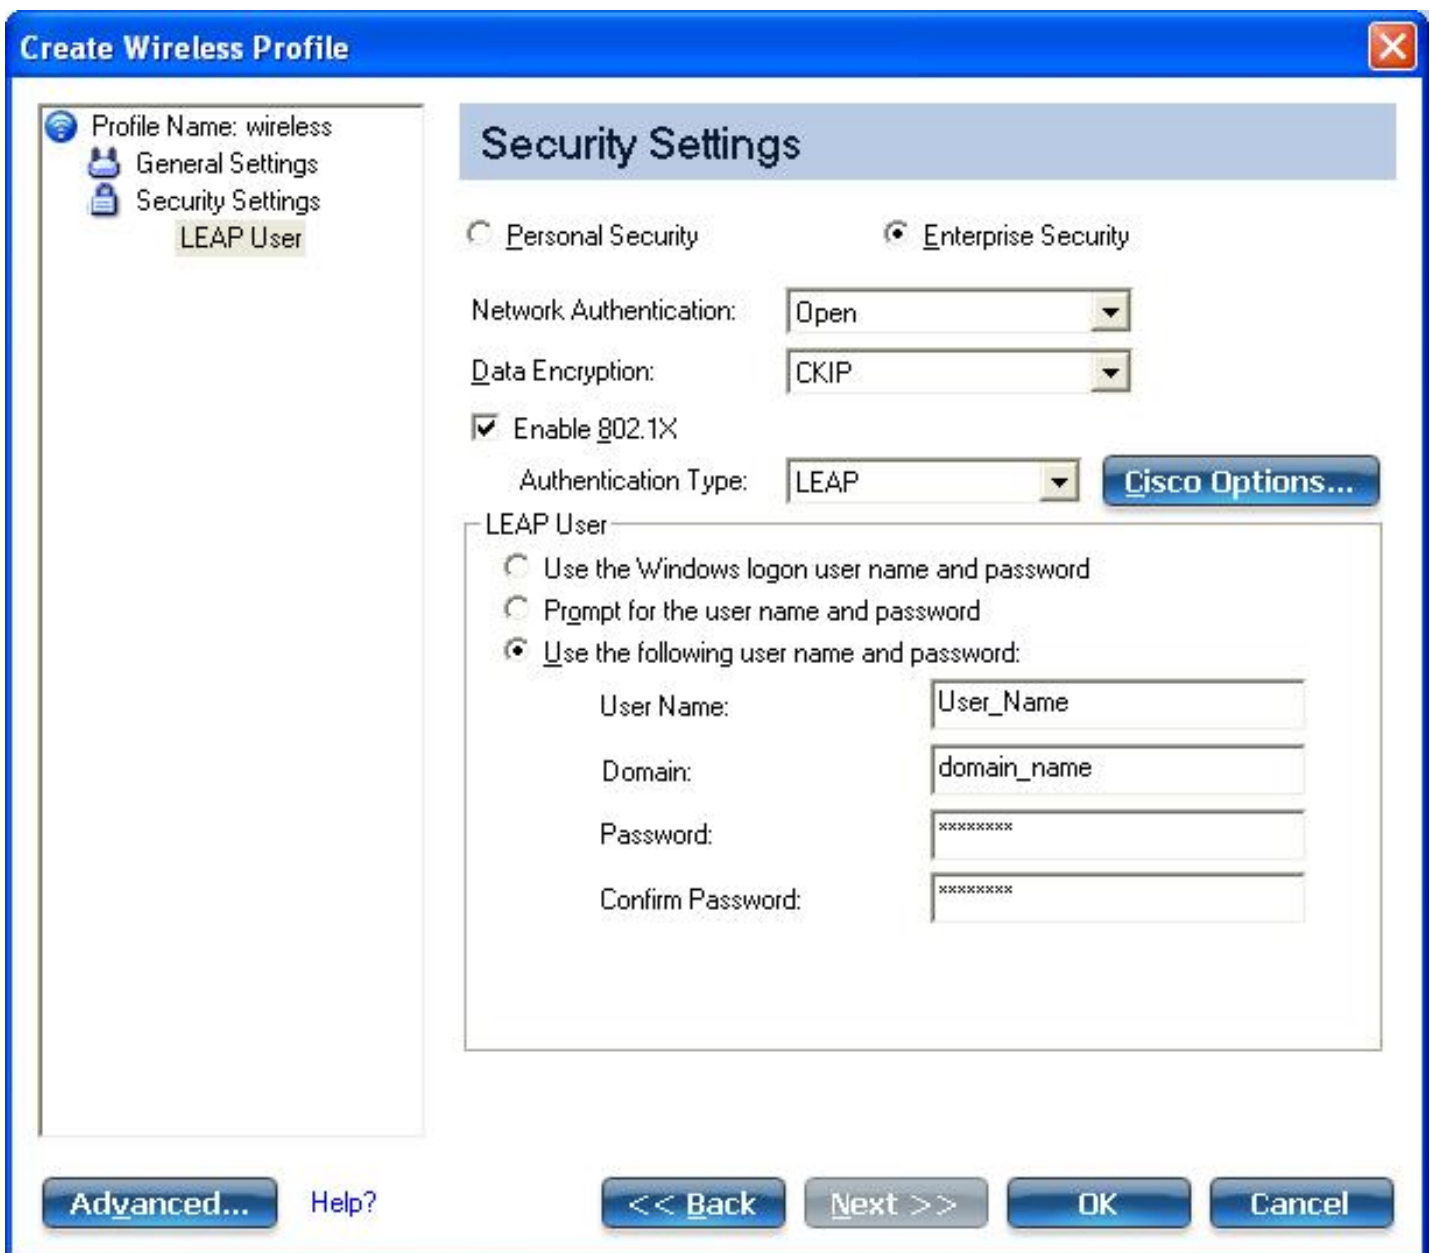 Create Wireless Profile
Profile Name: wireless
General Settings
Security Settings
LEAP User
Security Settings
Personal Security
Enterprise Security
Network Authentication:
Open
Data Encryption:
CKIP
Enable 802.1X
Authentication Type:
LEAP
Cisco Options...
LEAP User
Use the Windows logon user name and password
Prompt for the user name and password
Use the following user name and password:
User Name:
User_Name
Domain:
domain_name
Password:
********
Confirm Password:
********
Advanced...
Help?
<< Back
Next >>
OK
Cancel